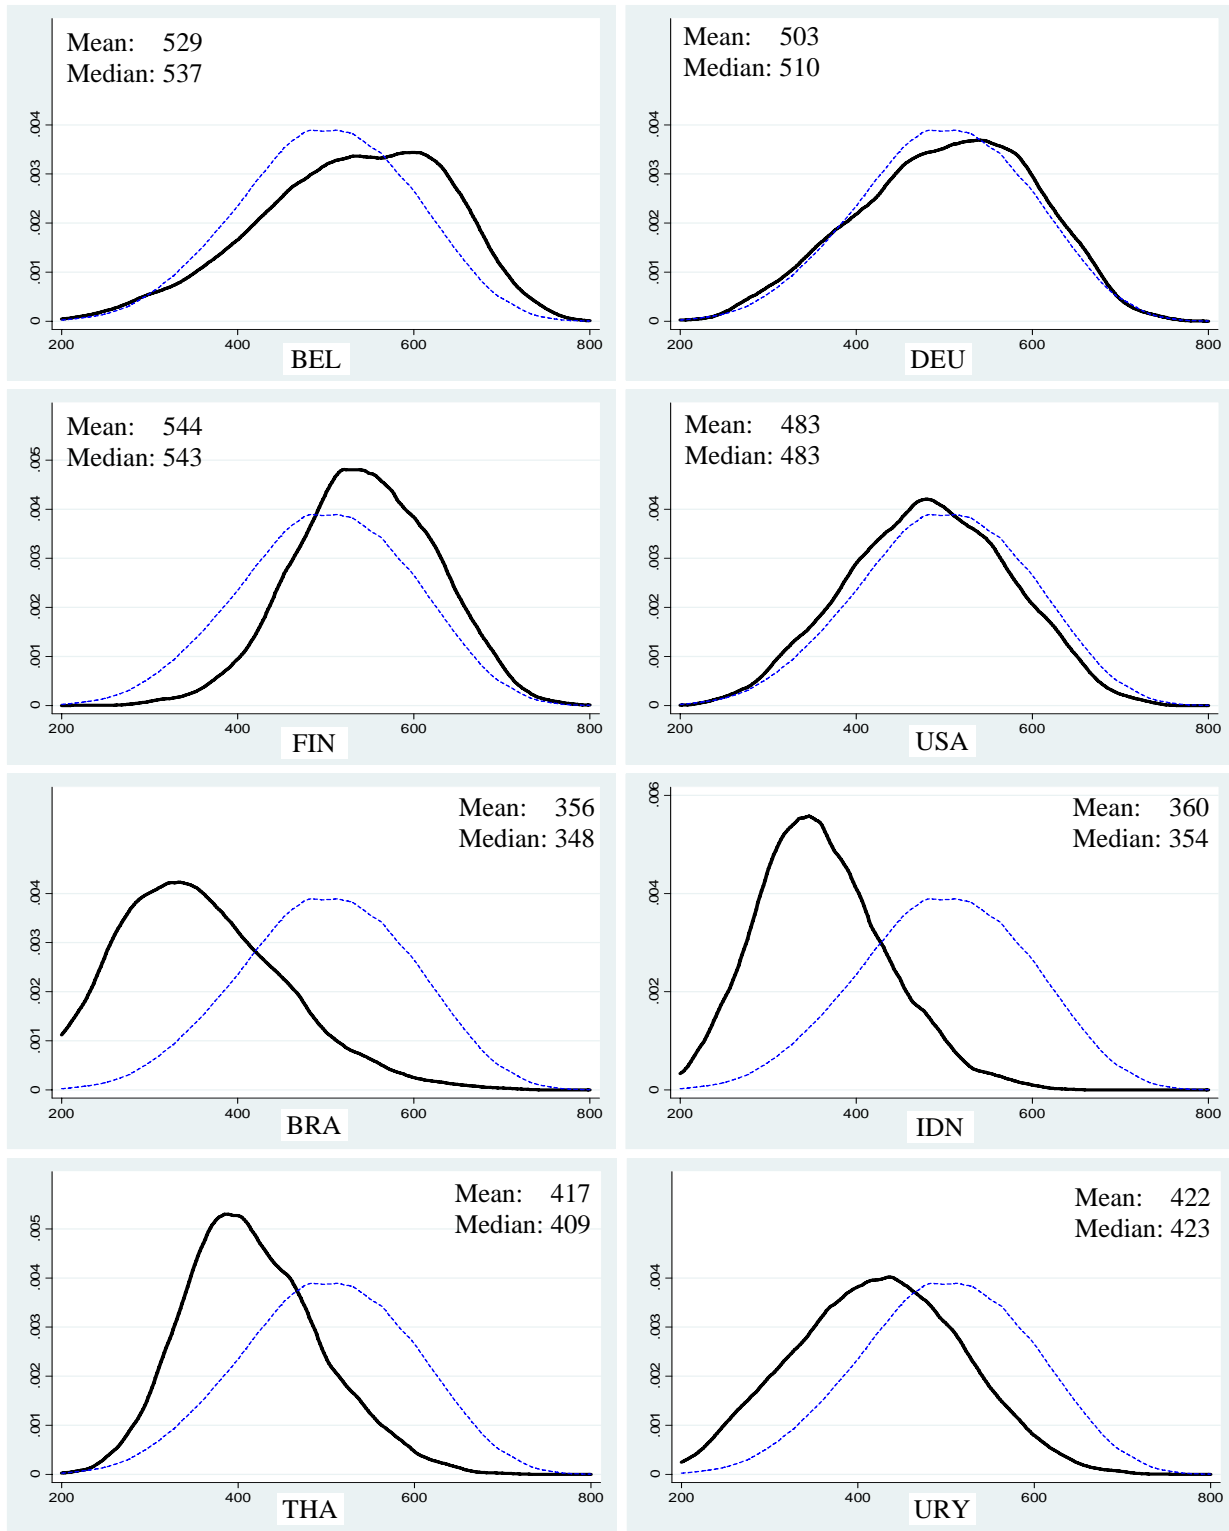 Mean: 529
Median: 537
.004
.003
.002
.001
0
200 400 600 800
BEL
Mean: 503
Median: 510
.004
.003
.002
.001
0
200 400 600 800
DEU
Mean: 544
Median: 543
.005
.004
.003
.002
.001
0
200 400 600 800
FIN
Mean: 483
Median: 483
.004
.003
.002
.001
0
200 400 600 800
USA
Mean: 356
Median: 348
.004
.003
.002
.001
0
200 400 600 800
BRA
Mean: 360
Median: 354
.006
.004
.002
0
200 400 600 800
IDN
Mean: 417
Median: 409
.005
.004
.003
.002
.001
0
200 400 600 800
THA
Mean: 422
Median: 423
.004
.003
.002
.001
0
200 400 600 800
URY